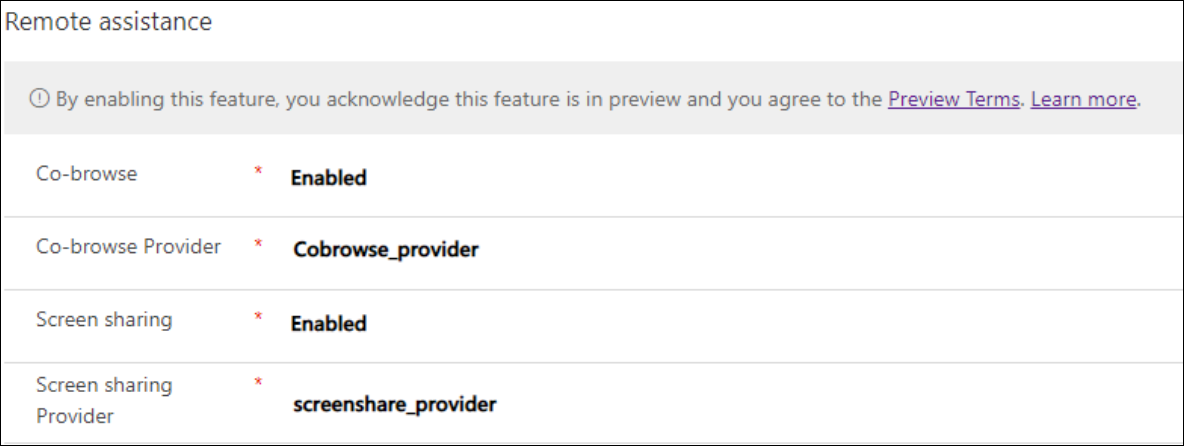 Remote assistance
By enabling this feature, you acknowledge this feature is in preview and you agree to the Preview Terms. Learn more.
Co-browse * Enabled
Co-browse Provider * Cobrowse_provider
Screen sharing * Enabled
Screen sharing * 
Provider screenshare_provider